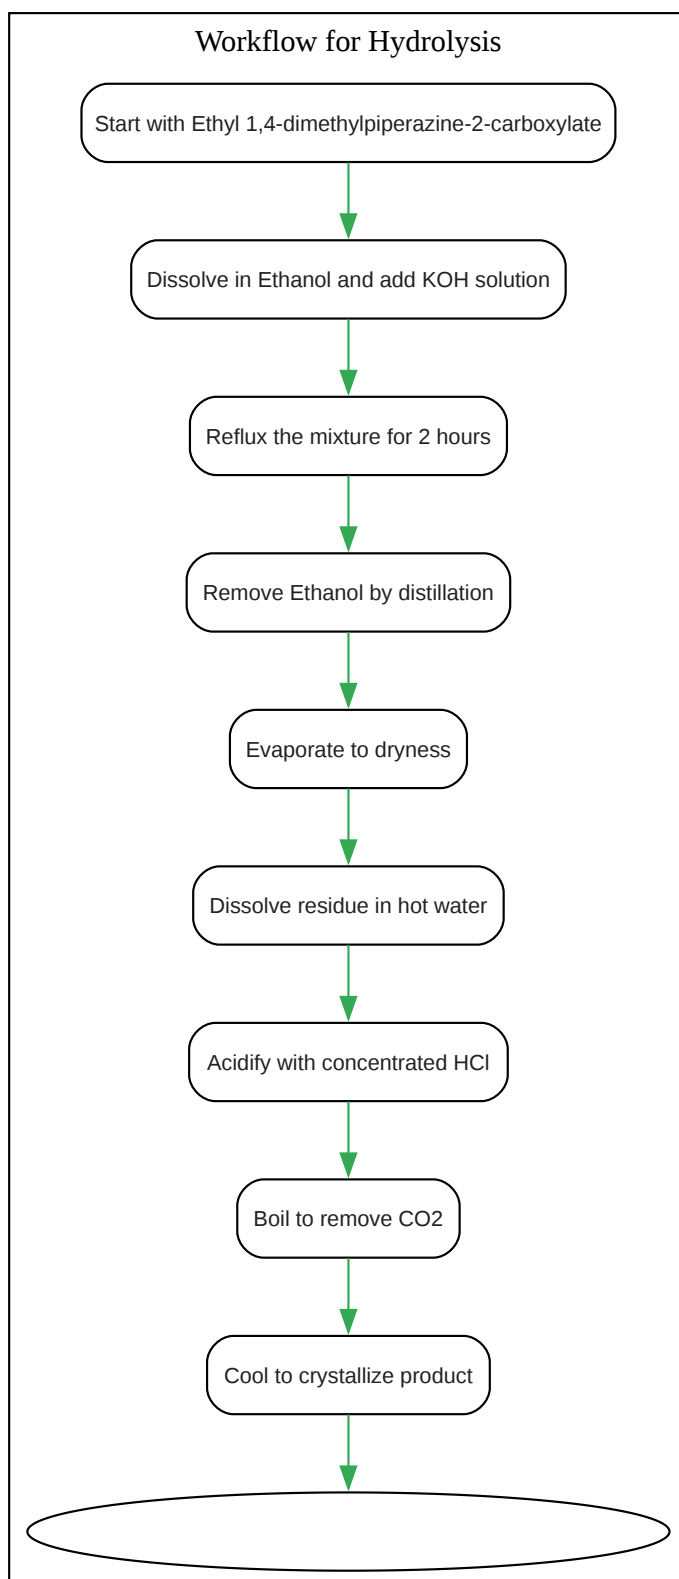 Workflow for Hydrolysis
Start with Ethyl 1,4-dimethylpiperazine-2-carboxylate
Dissolve in Ethanol and add KOH solution
Reflux the mixture for 2 hours
Remove Ethanol by distillation
Evaporate to dryness
Dissolve residue in hot water
Acidify with concentrated HCl
Boil to remove CO2
Cool to crystallize product